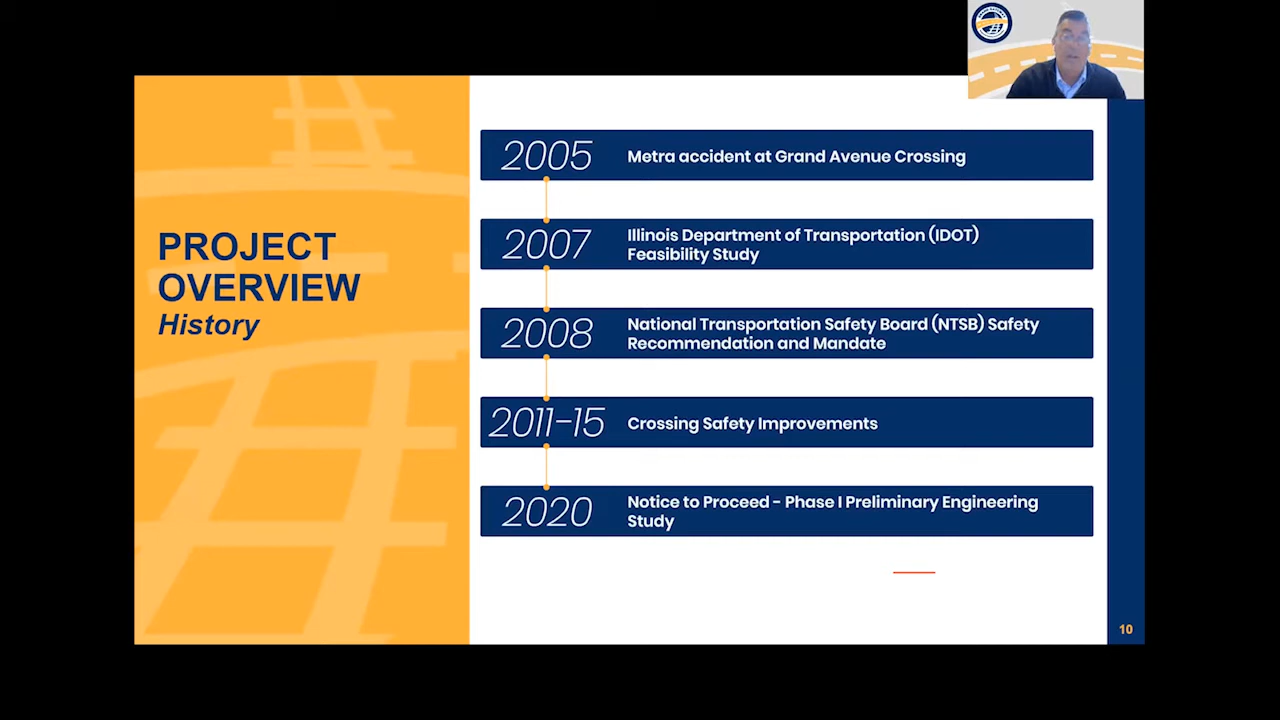 PROJECT
OVERVIEW
History
2005
Metra accident at Grand Avenue Crossing
2007
Illinois Department of Transportation (IDOT)
Feasibility Study
2008
National Transportation Safety Board (NTSB) Safety
Recommendation and Mandate
2011-15
Crossing Safety Improvements
2020
Notice to Proceed - Phase I Preliminary Engineering
Study
10